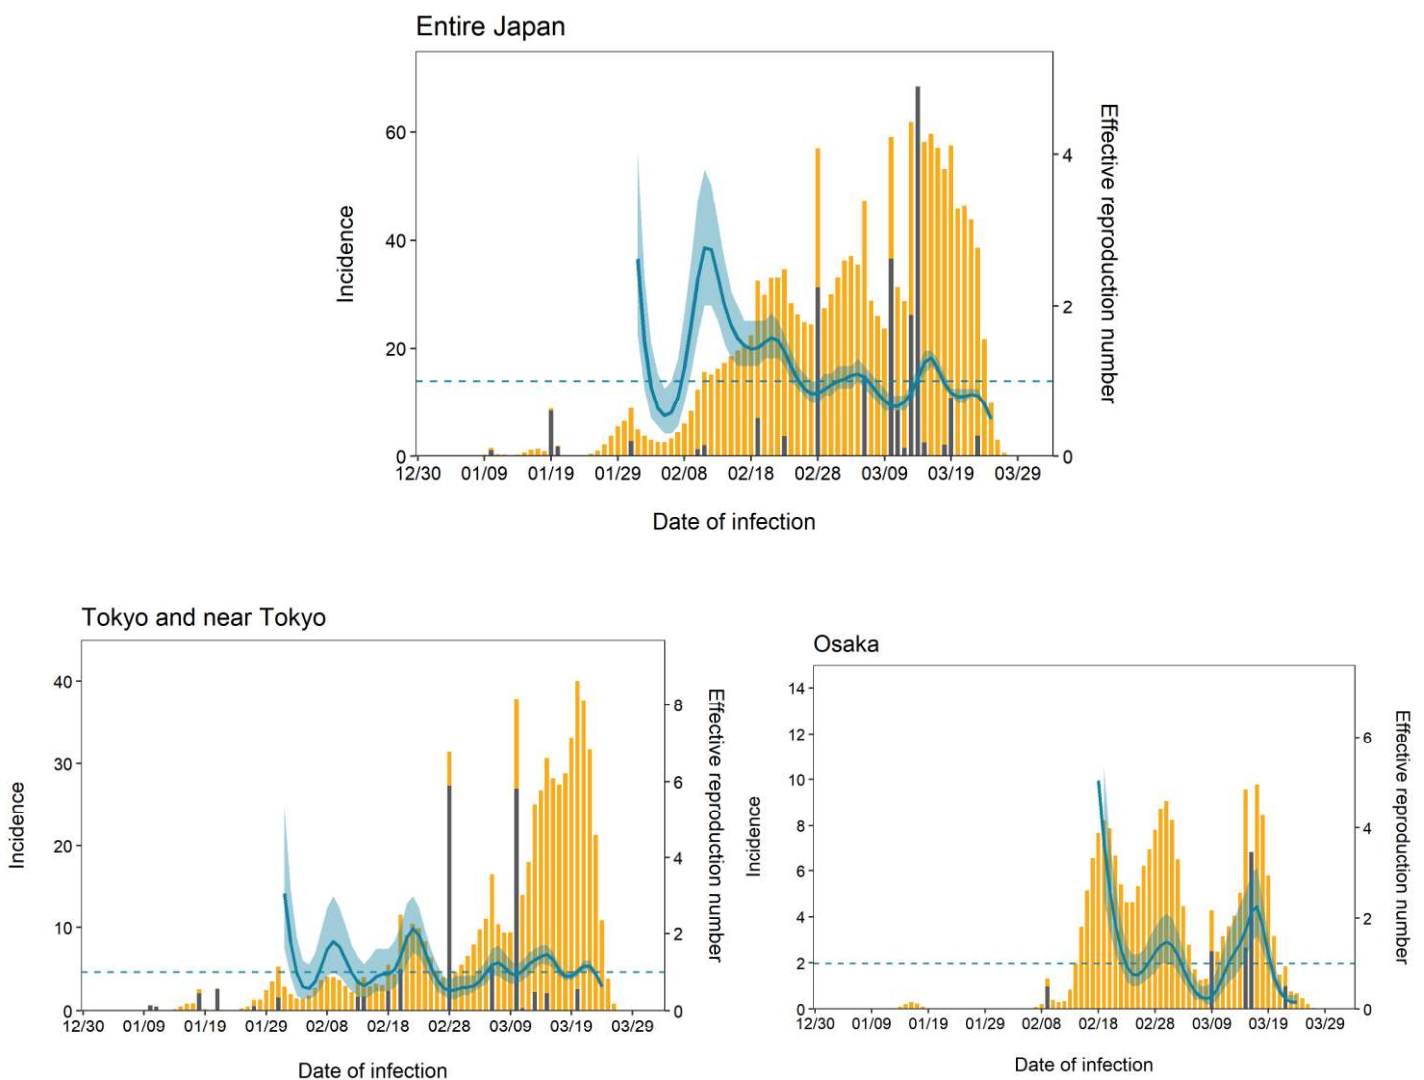 Entire Japan
60
40
20
0
4
2
0
Incidence
Effective reproduction number
12/30 01/09 01/19 01/29 02/08 02/18 02/28 03/09 03/19 03/29
Date of infection
Tokyo and near Tokyo
40
30
20
10
0
8
6
4
2
0
Incidence
Effective reproduction number
12/30 01/09 01/19 01/29 02/08 02/18 02/28 03/09 03/19 03/29
Date of infection
Osaka
14
12
10
8
6
4
2
0
6
4
2
0
Incidence
Effective reproduction number
12/30 01/09 01/19 01/29 02/08 02/18 02/28 03/09 03/19 03/29
Date of infection